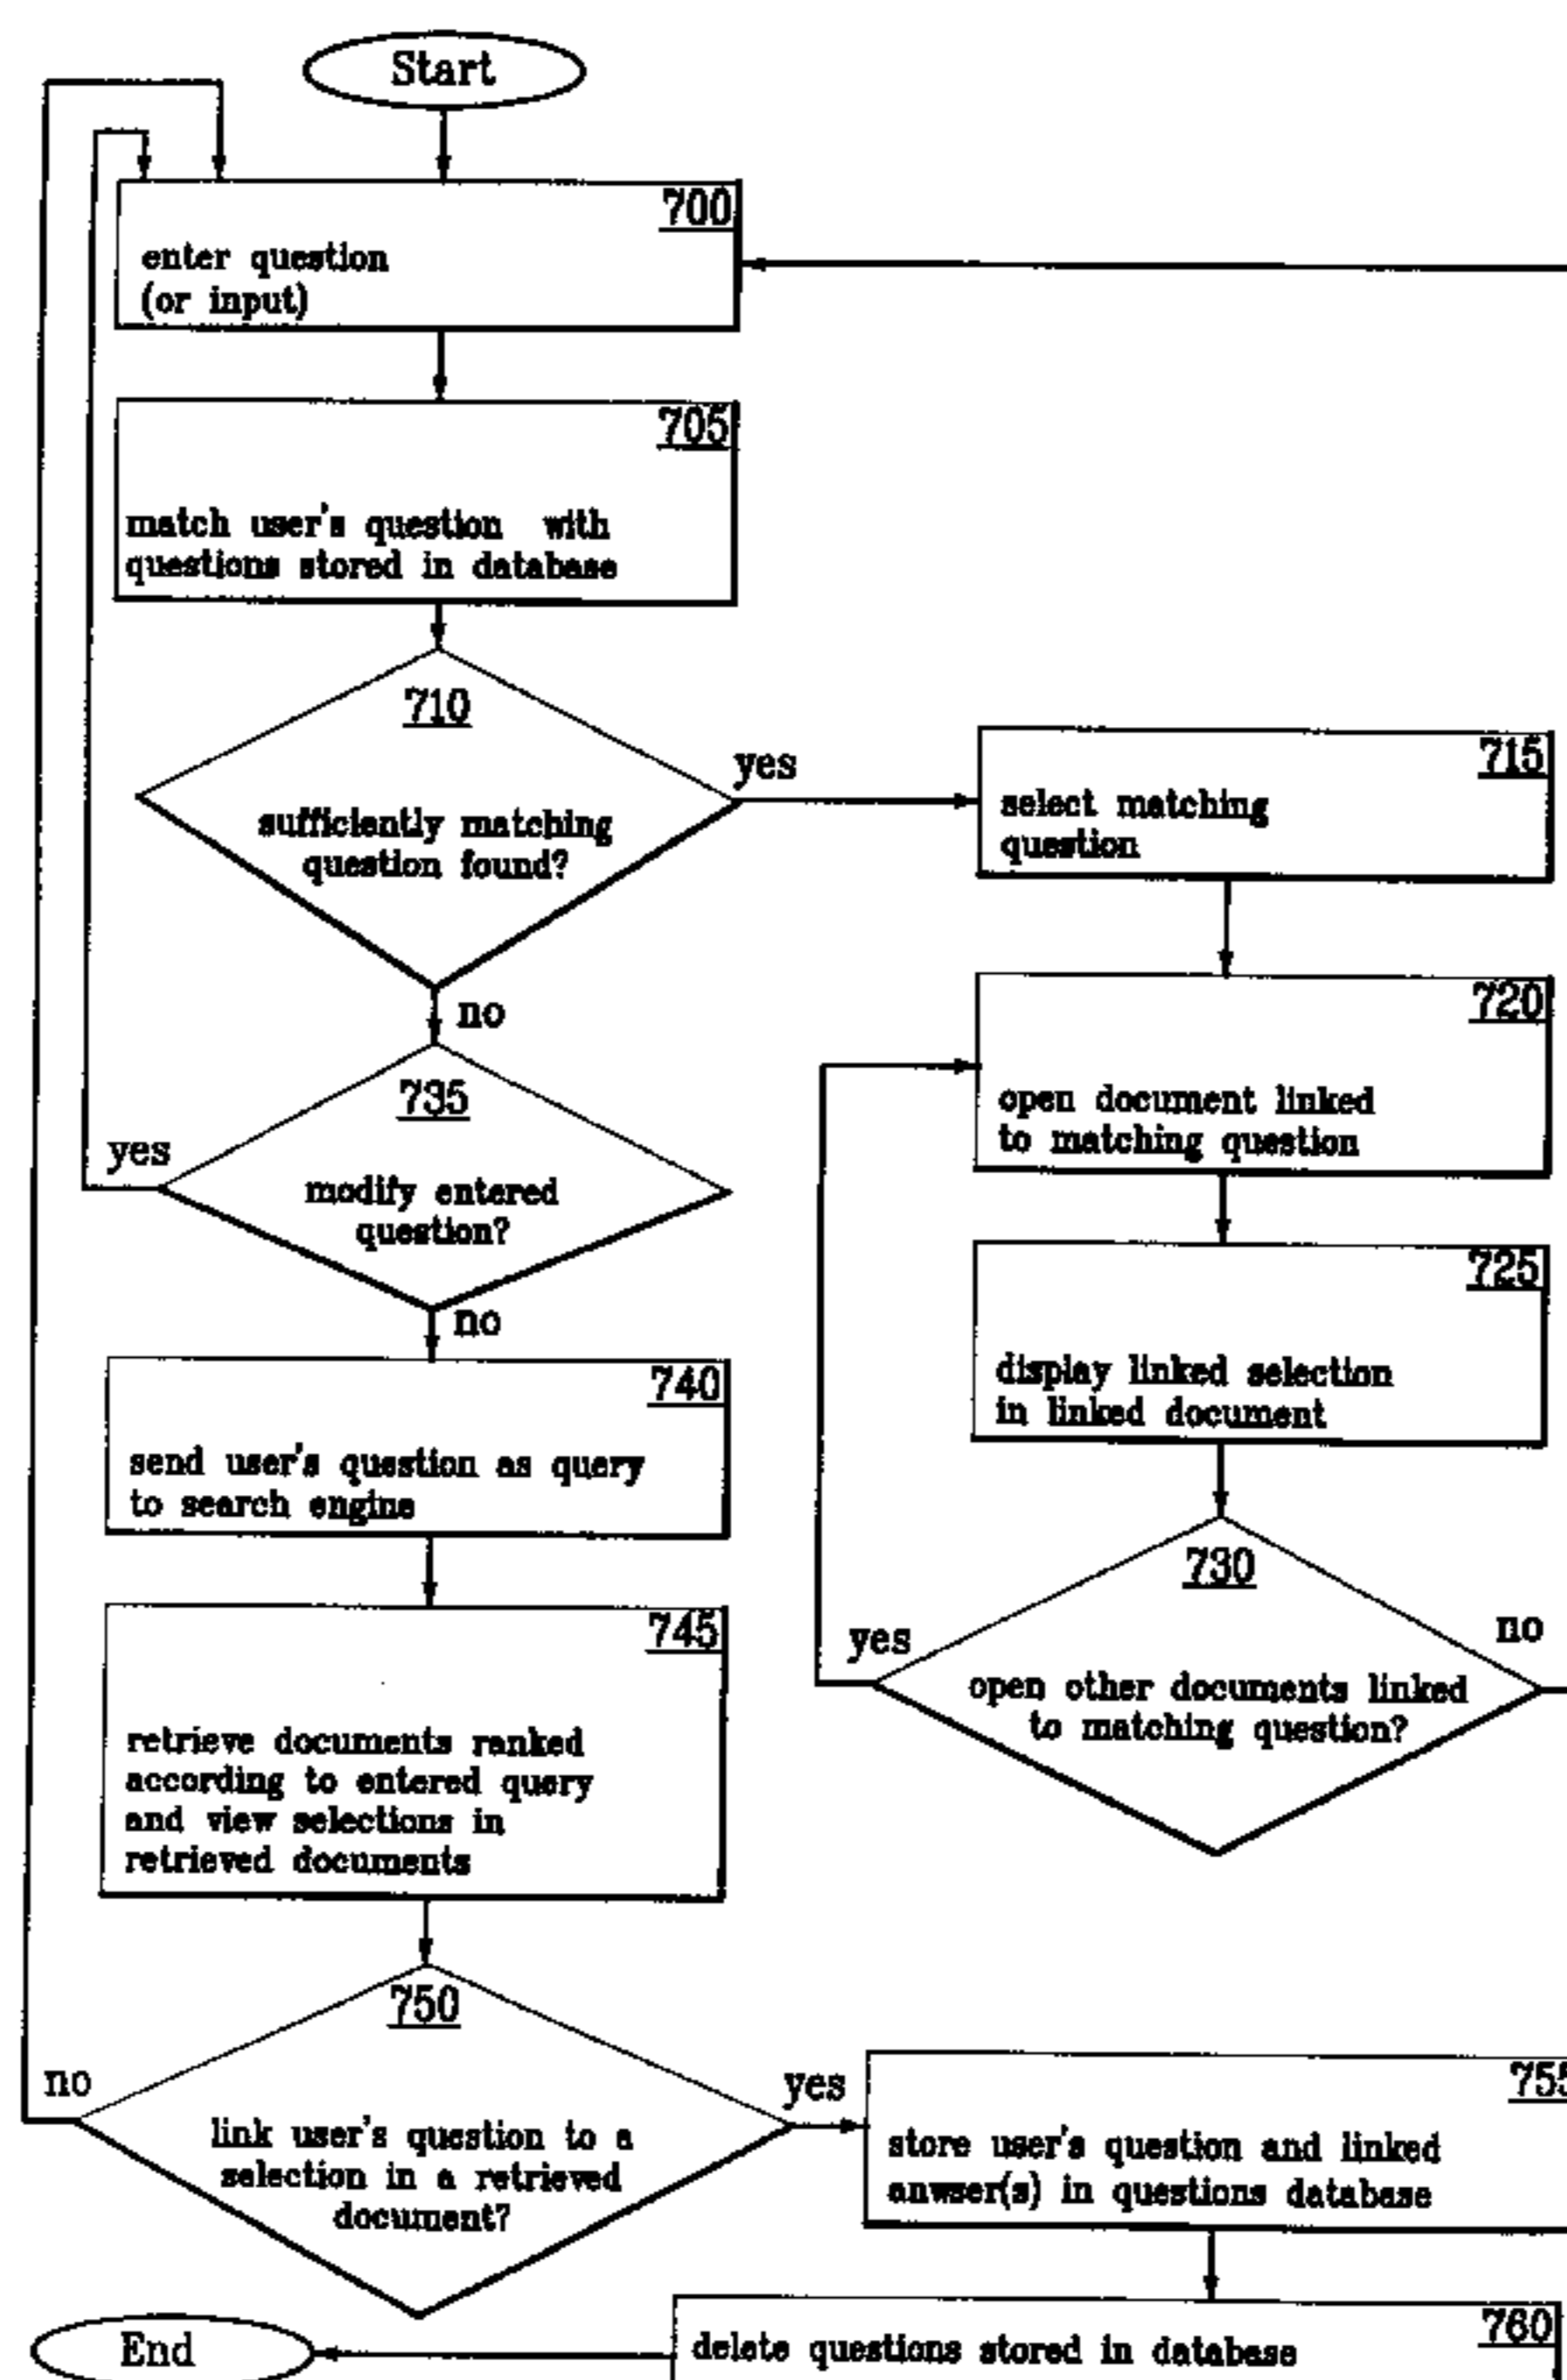 Start
700
enter question
(or input)
705
match user's question with
questions stored in database
710
sufficiently matching
question found?
yes
715
select matching
question
no
720
open document linked
to matching question
735
modify entered
question?
yes
no
725
display linked selection
in linked document
740
send user's question as query
to search engine
730
open other documents linked
to matching question?
yes
no
745
retrieve documents ranked
according to entered query
and view selections in
retrieved documents
750
link user's question to a
selection in a retrieved
document?
no
yes
755
store user's question and linked
anwser(s) in questions database
760
delete questions stored in database
End